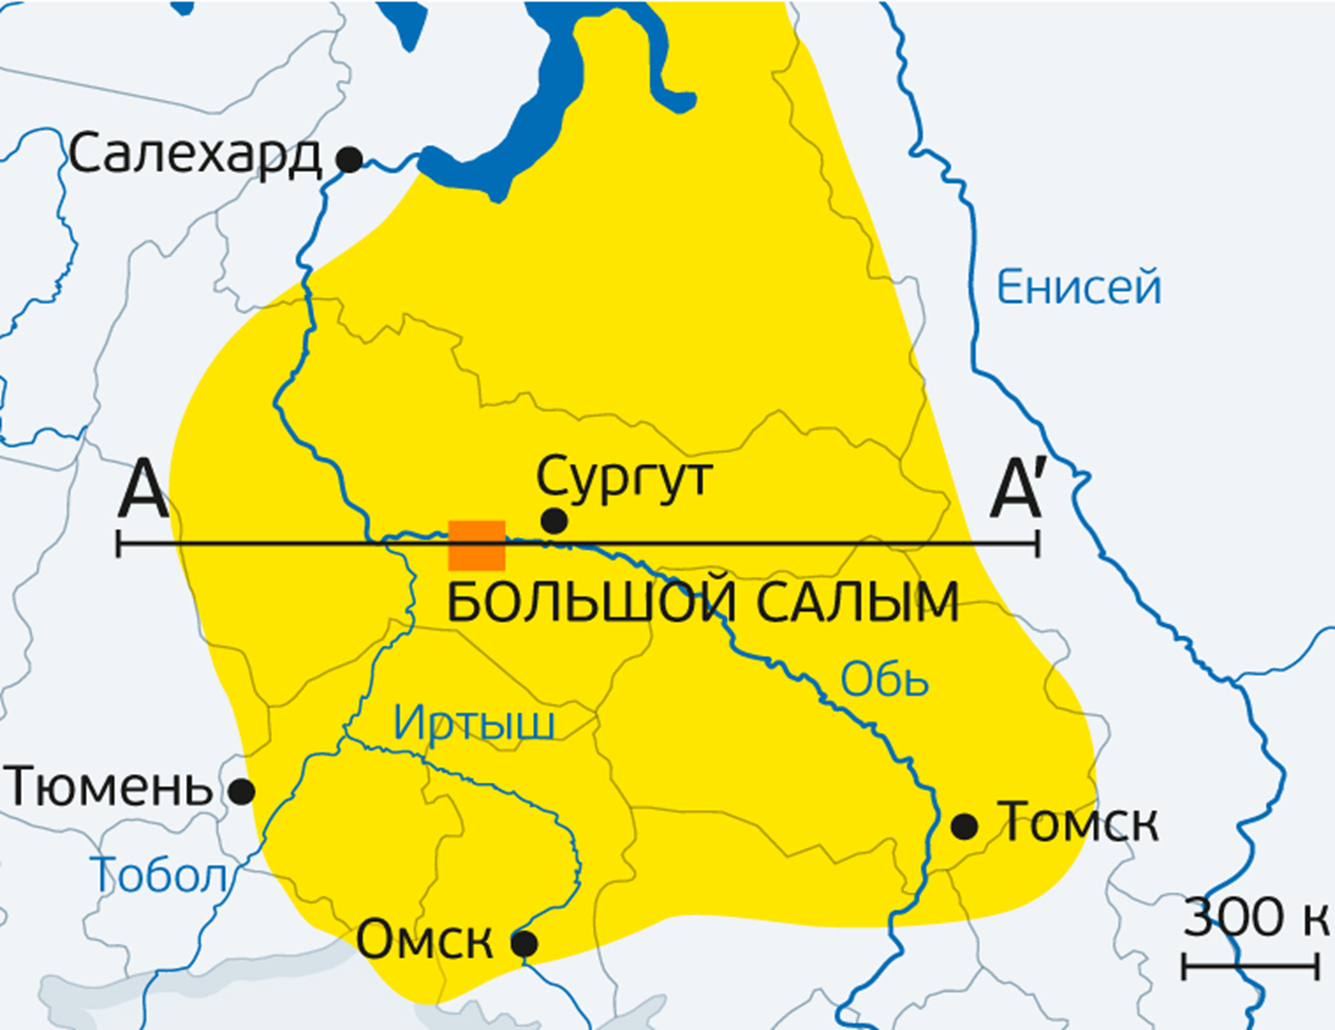 Салехард
Енисей
А
А′
Сургут
БОЛЬШОЙ САЛЫМ
Обь
Иртыш
Тюмень
Томск
Тобол
Омск
300 к